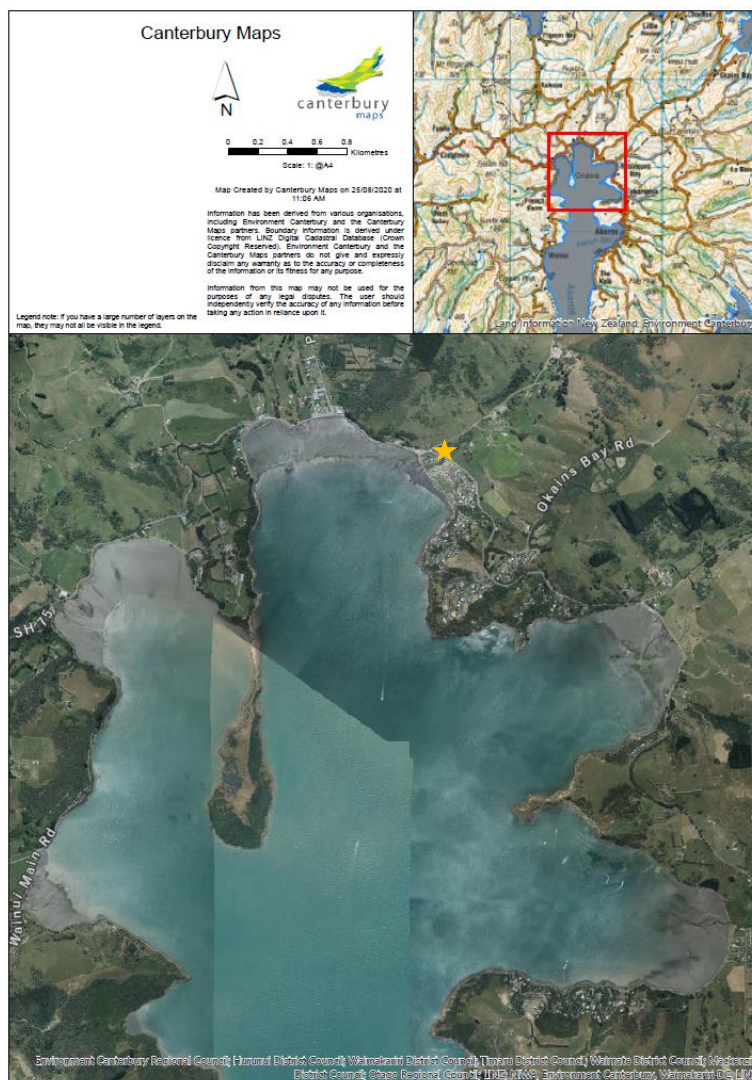 Canterbury Maps
N
canterbury
maps
0 0.2 0.4 0.6 0.8
Kilometres
Scale: 1: @A4
Map Created by Canterbury Maps on 25/08/2020 at
11:06 AM
Information has been derived from various organisations,
including Environment Canterbury and the Canterbury
Maps partners. Boundary information is derived under
licence from LINZ Digital Cadastral Database (Crown
Copyright Reserved). Environment Canterbury and the
Canterbury Maps partners do not give and expressly
disclaim any warranty as to the accuracy or completeness
of the information or its fitness for any purpose.
Information from this map may not be used for the
purposes of any legal disputes. The user should
independently verify the accuracy of any information before
taking any action in reliance upon it.
Legend note: if you have a large number of layers on the
map, they may not all be visible in the legend.
Okains Bay
Onawe
French
Farm
Akaroa
Wainui
Land Information New Zealand, Environment Canterbury
Okains Bay Rd
SH 75
Wainui Main Rd
Environment Canterbury Regional Council; Hurunui District Council; Waimakariri District Council; Timaru District Council; Waimate District Council; Mackenzie
District Council; Otago Regional Council; LINZ; NIWA, Environment Canterbury, Waimakariri DC, LIN